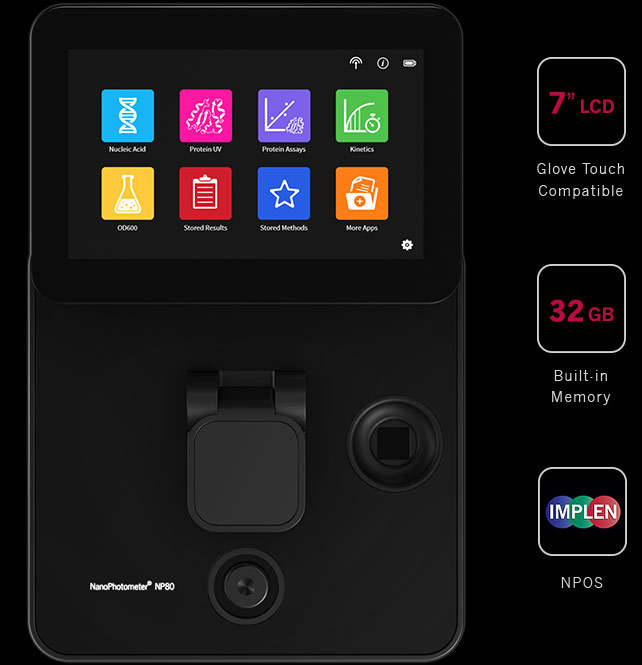 Nucleic Acid
Protein UV
Protein Assays
Kinetics
OD600
Stored Results
Stored Methods
More Apps
NanoPhotometer® NP80
7” LCD
Glove Touch
Compatible
32 GB
Built-in
Memory
IMPLEN
NPOS